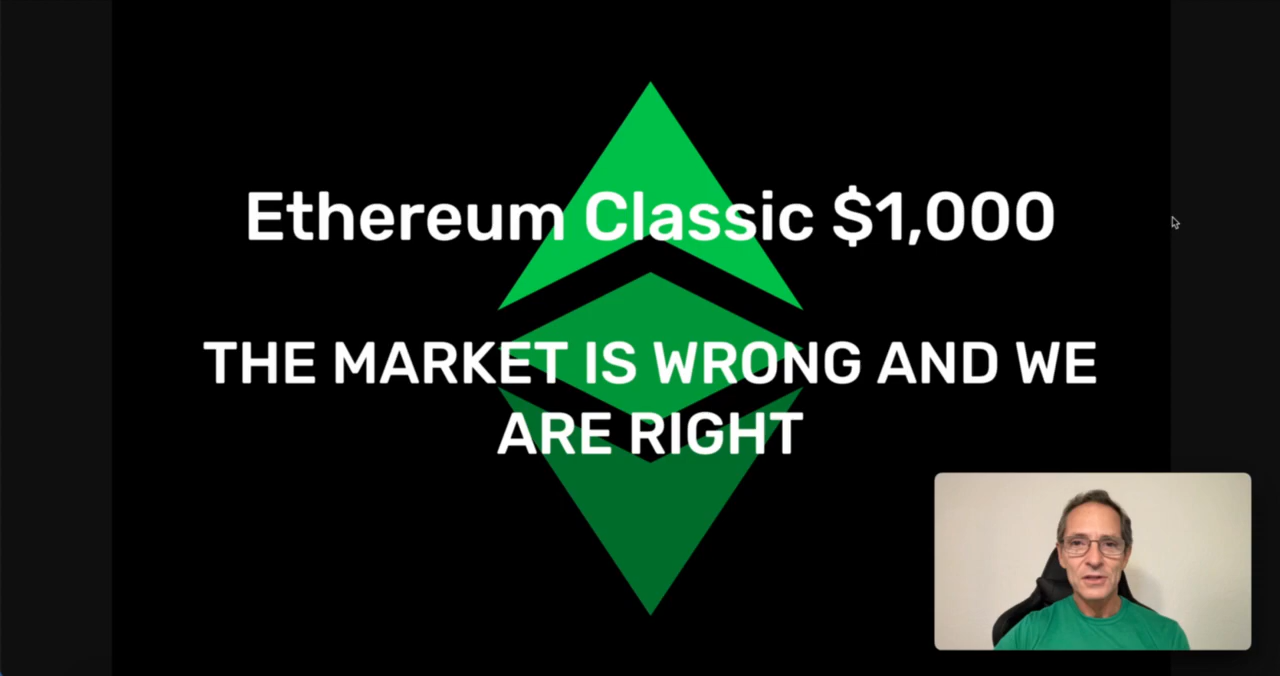 Ethereum Classic $1,000
THE MARKET IS WRONG AND WE
ARE RIGHT